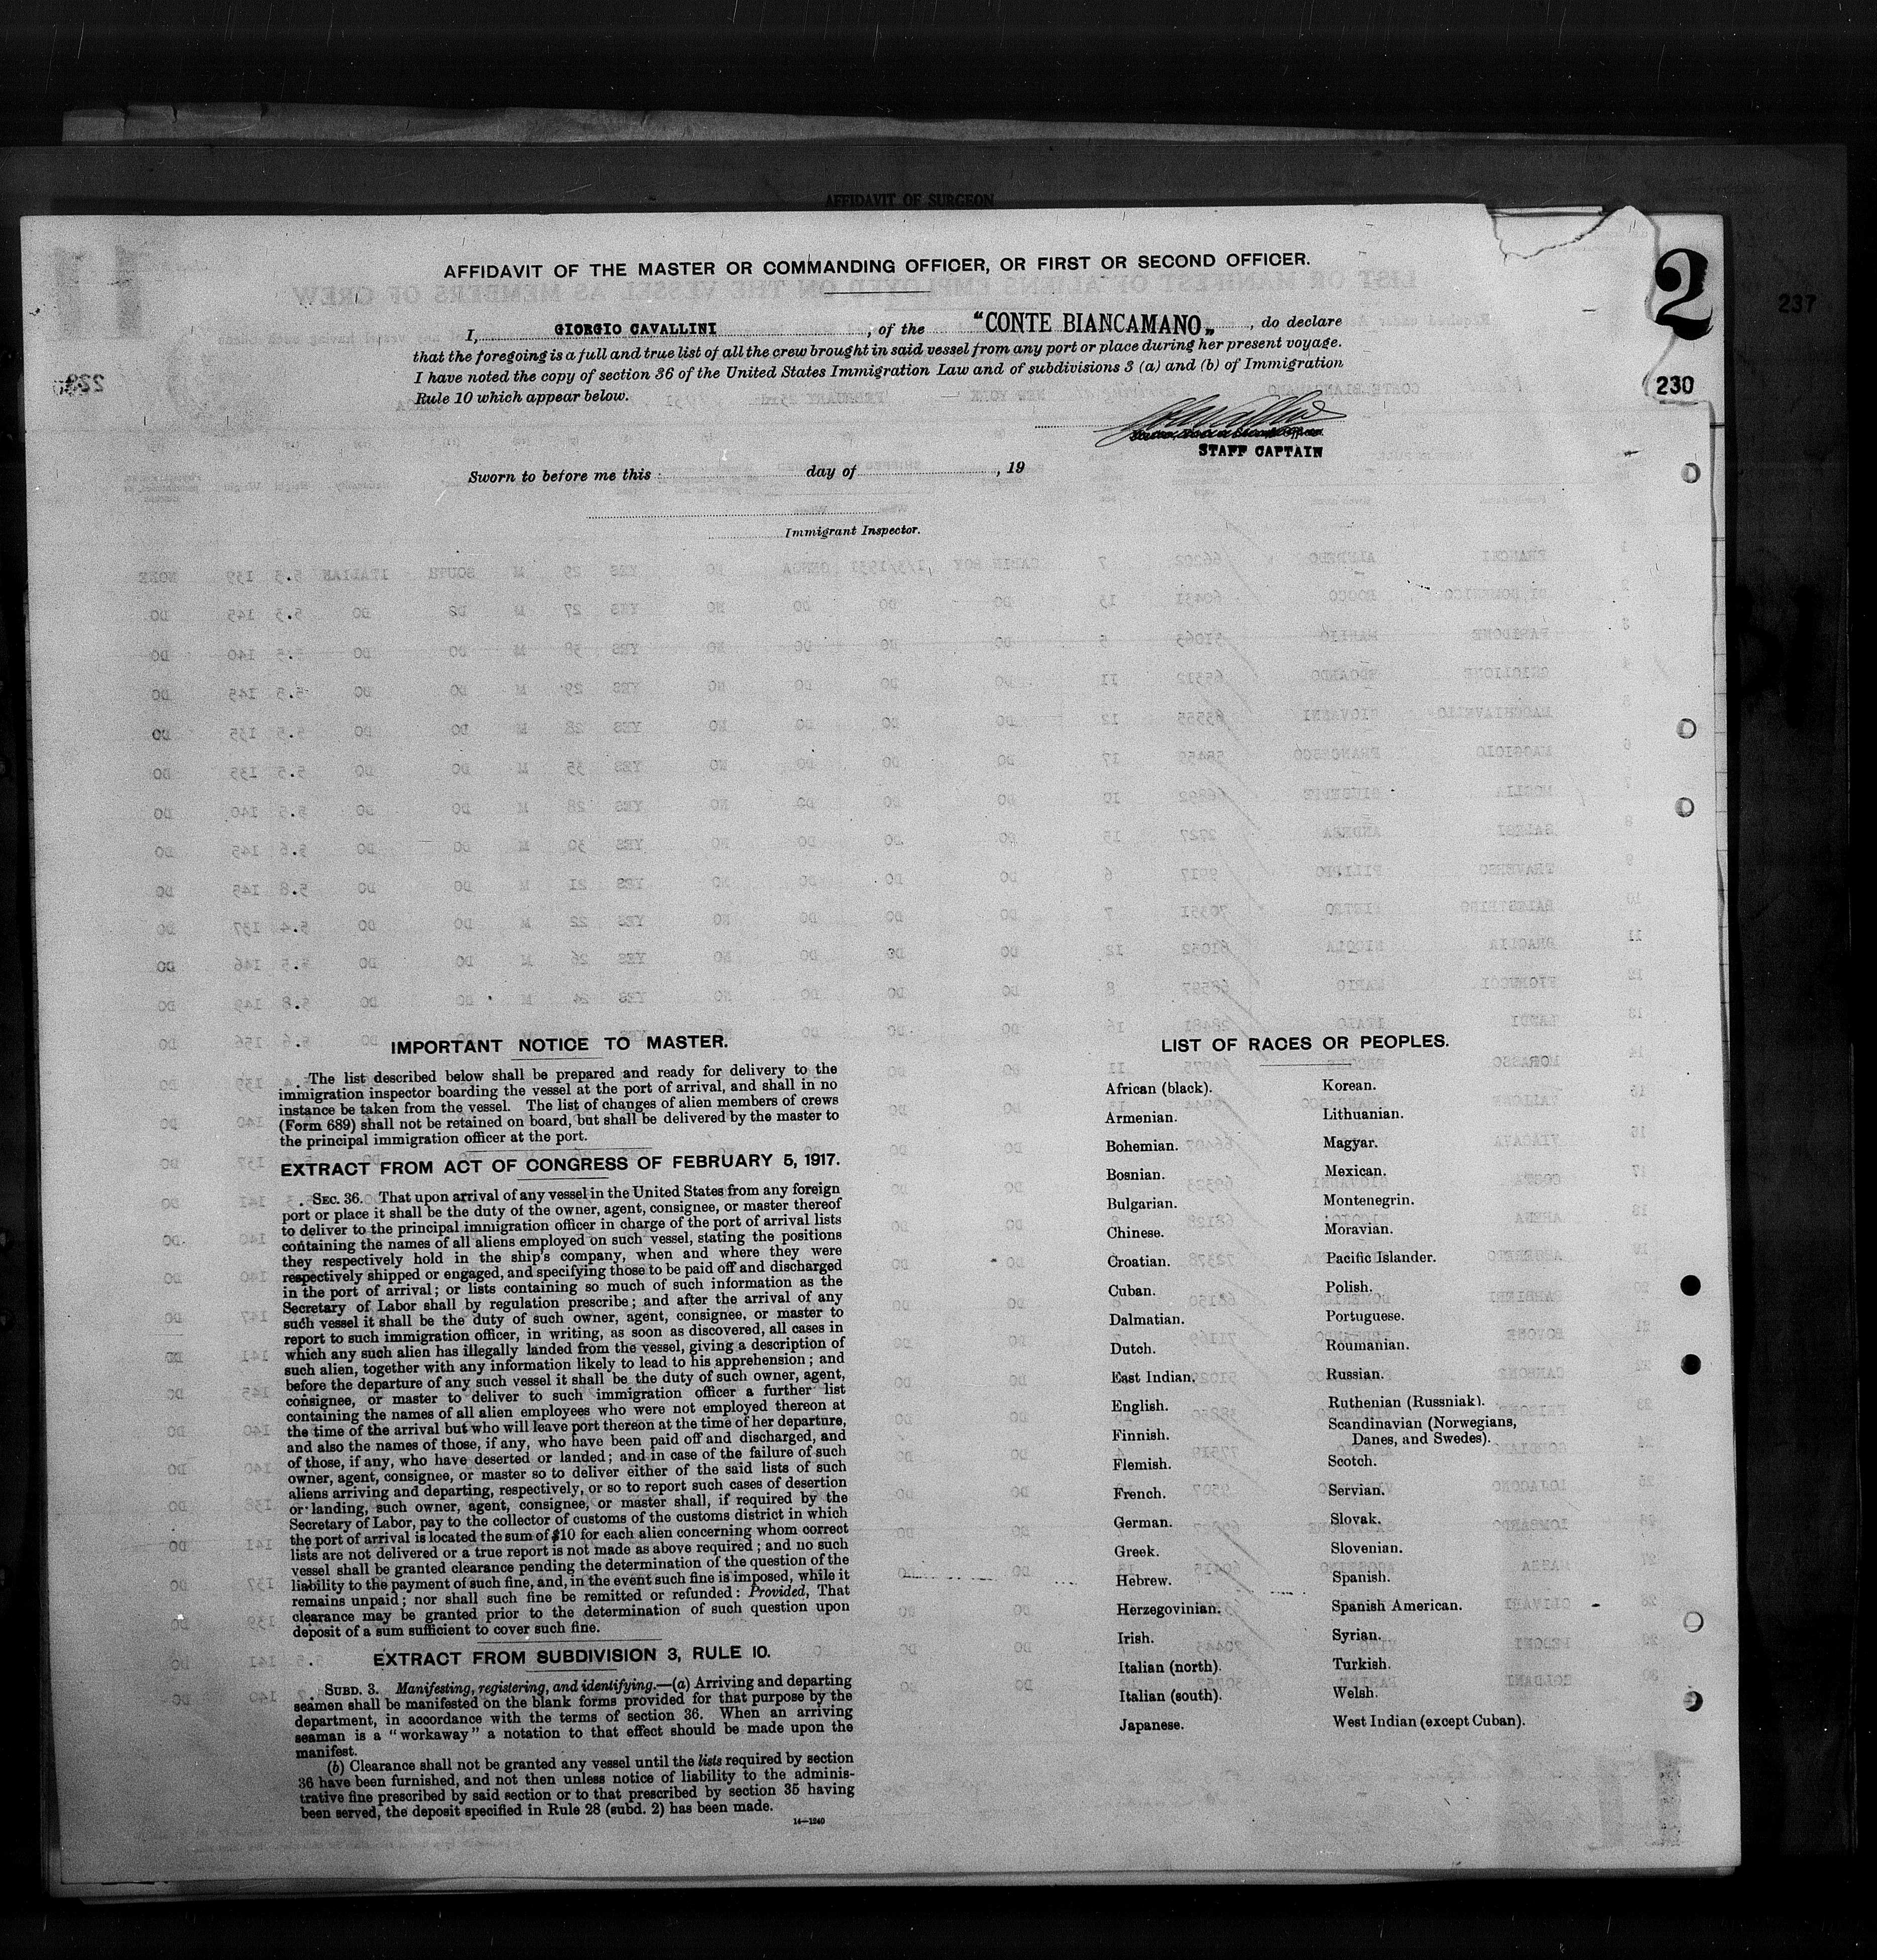 AFFIDAVIT OF SURGEON
AFFIDAVIT OF THE MASTER OR COMMANDING OFFICER, OR FIRST OR SECOND OFFICER.
2
237
I, GIORGIO CAVALLINI, of the "CONTE BIANCAMANO", do declare
that the foregoing is a full and true list of all the crew brought in said vessel from any port or place during her present voyage.
I have noted the copy of section 36 of the United States Immigration Law and of subdivisions 3 (a) and (b) of Immigration
Rule 10 which appear below.
230
STAFF CAPTAIN
Sworn to before me this day of , 19
Immigrant Inspector.
IMPORTANT NOTICE TO MASTER.
The list described below shall be prepared and ready for delivery to the
immigration inspector boarding the vessel at the port of arrival, and shall in no
instance be taken from the vessel. The list of changes of alien members of crews
(Form 689) shall not be retained on board, but shall be delivered by the master to
the principal immigration officer at the port.
EXTRACT FROM ACT OF CONGRESS OF FEBRUARY 5, 1917.
SEC. 36. That upon arrival of any vessel in the United States from any foreign
port or place it shall be the duty of the owner, agent, consignee, or master thereof
to deliver to the principal immigration officer in charge of the port of arrival lists
containing the names of all aliens employed on such vessel, stating the positions
they respectively hold in the ship's company, when and where they were
respectively shipped or engaged, and specifying those to be paid off and discharged
in the port of arrival; or lists containing so much of such information as the
Secretary of Labor shall by regulation prescribe; and after the arrival of any
such vessel it shall be the duty of such owner, agent, consignee, or master to
report to such immigration officer, in writing, as soon as discovered, all cases in
which any such alien has illegally landed from the vessel, giving a description of
such alien, together with any information likely to lead to his apprehension; and
before the departure of any such vessel it shall be the duty of such owner, agent,
consignee, or master to deliver to such immigration officer a further list
containing the names of all alien employees who were not employed thereon at
the time of the arrival but who will leave port thereon at the time of her departure,
and also the names of those, if any, who have been paid off and discharged, and
of those, if any, who have deserted or landed; and in case of the failure of such
owner, agent, consignee, or master so to deliver either of the said lists of such
aliens arriving and departing, respectively, or so to report such cases of desertion
or landing, such owner, agent, consignee, or master shall, if required by the
Secretary of Labor, pay to the collector of customs of the customs district in which
the port of arrival is located the sum of $10 for each alien concerning whom correct
lists are not delivered or a true report is not made as above required; and no such
vessel shall be granted clearance pending the determination of the question of the
liability to the payment of such fine, and, in the event such fine is imposed, while it
remains unpaid; nor shall such fine be remitted or refunded: Provided, That
clearance may be granted prior to the determination of such question upon
deposit of a sum sufficient to cover such fine.
EXTRACT FROM SUBDIVISION 3, RULE 10.
SUBD. 3. Manifesting, registering, and identifying.—(a) Arriving and departing
seamen shall be manifested on the blank forms provided for that purpose by the
department, in accordance with the terms of section 36. When an arriving
seaman is a "workaway" a notation to that effect should be made upon the
manifest.
(b) Clearance shall not be granted any vessel until the lists required by section
36 have been furnished, and not then unless notice of liability to the adminis-
trative fine prescribed by said section or to that prescribed by section 35 having
been served, the deposit specified in Rule 28 (subd. 2) has been made.
14—1240
LIST OF RACES OR PEOPLES.
African (black).
Armenian.
Bohemian.
Bosnian.
Bulgarian.
Chinese.
Croatian.
Cuban.
Dalmatian.
Dutch.
East Indian.
English.
Finnish.
Flemish.
French.
German.
Greek.
Hebrew.
Herzegovinian.
Irish.
Italian (north).
Italian (south).
Japanese.
Korean.
Lithuanian.
Magyar.
Mexican.
Montenegrin.
Moravian.
Pacific Islander.
Polish.
Portuguese.
Roumanian.
Russian.
Ruthenian (Russniak).
Scandinavian (Norwegians,
Danes, and Swedes).
Scotch.
Servian.
Slovak.
Slovenian.
Spanish.
Spanish American.
Syrian.
Turkish.
Welsh.
West Indian (except Cuban).